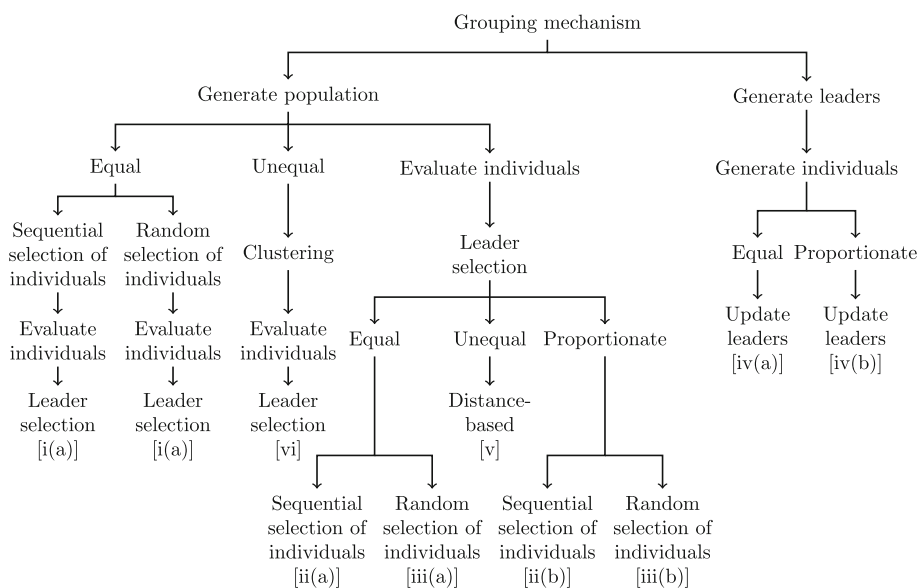 Grouping mechanism
Generate population
Generate leaders
Equal
Unequal
Evaluate individuals
Generate individuals
Sequential
selection of
individuals
Random
selection of
individuals
Clustering
Leader
selection
Equal
Proportionate
Evaluate
individuals
Evaluate
individuals
Evaluate
individuals
Equal
Unequal
Proportionate
Update
leaders
[iv(a)]
Update
leaders
[iv(b)]
Leader
selection
[i(a)]
Leader
selection
[i(a)]
Leader
selection
[vi]
Distance-
based
[v]
Sequential
selection of
individuals
[ii(a)]
Random
selection of
individuals
[iii(a)]
Sequential
selection of
individuals
[ii(b)]
Random
selection of
individuals
[iii(b)]